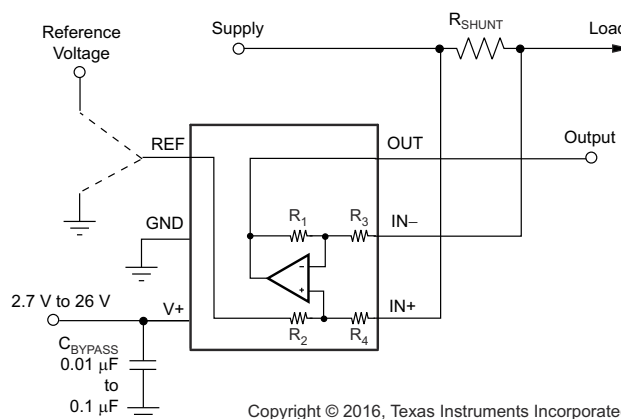 Reference
Voltage
Supply
RSHUNT
Load
REF
OUT
Output
GND
R1
R3
IN−
−
+
2.7 V to 26 V
V+
R2
R4
IN+
CBYPASS
0.01 µF
to
0.1 µF
Copyright © 2016, Texas Instruments Incorporate